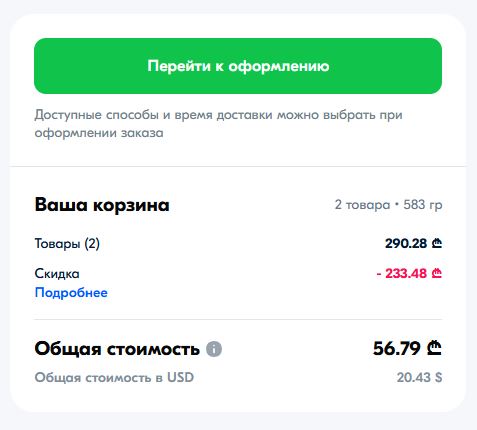 Перейти к оформлению
Доступные способы и время доставки можно выбрать при
оформлении заказа
Ваша корзина 2 товара • 583 гр
Товары (2) 290.28 ₾
Скидка - 233.48 ₾
Подробнее
Общая стоимость i 56.79 ₾
Общая стоимость в USD 20.43 $